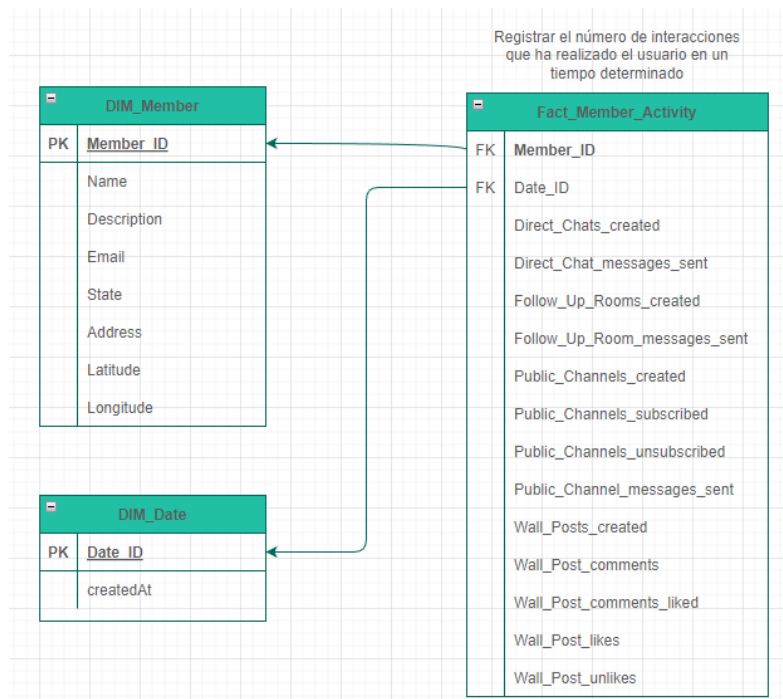 Registrar el número de interacciones
que ha realizado el usuario en un
tiempo determinado
DIM_Member
PK Member_ID
Name
Description
Email
State
Address
Latitude
Longitude
DIM_Date
PK Date_ID
createdAt
Fact_Member_Activity
FK Member_ID
FK Date_ID
Direct_Chats_created
Direct_Chat_messages_sent
Follow_Up_Rooms_created
Follow_Up_Room_messages_sent
Public_Channels_created
Public_Channels_subscribed
Public_Channels_unsubscribed
Public_Channel_messages_sent
Wall_Posts_created
Wall_Post_comments
Wall_Post_comments_liked
Wall_Post_likes
Wall_Post_unlikes